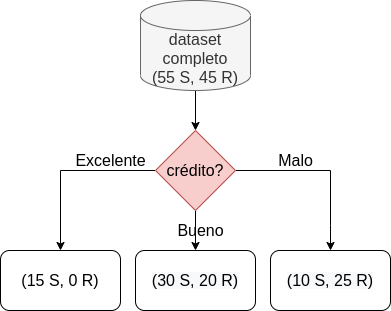 dataset
completo
(55 S, 45 R)
crédito?
Excelente
Malo
Bueno
(15 S, 0 R)
(30 S, 20 R)
(10 S, 25 R)